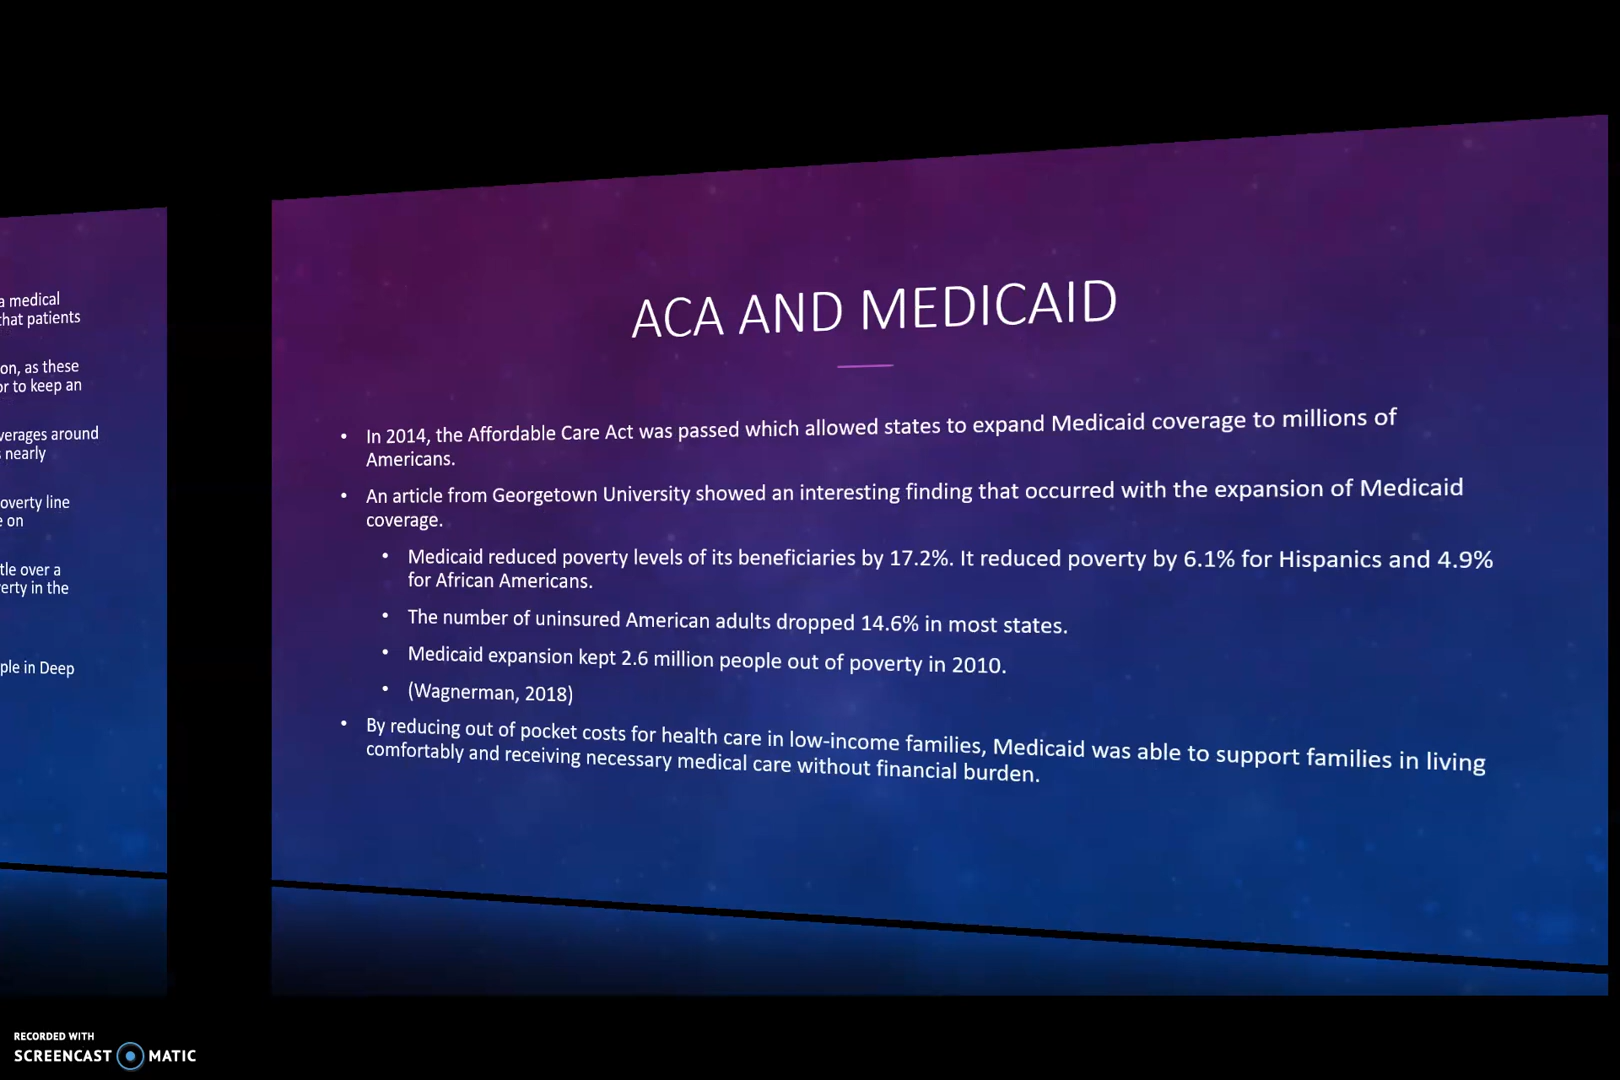 a medical
that patients
on, as these
or to keep an
verages around
nearly
overty line
e on
tle over a
erty in the
ple in Deep
ACA AND MEDICAID
• In 2014, the Affordable Care Act was passed which allowed states to expand Medicaid coverage to millions of
Americans.
• An article from Georgetown University showed an interesting finding that occurred with the expansion of Medicaid
coverage.
• Medicaid reduced poverty levels of its beneficiaries by 17.2%. It reduced poverty by 6.1% for Hispanics and 4.9%
for African Americans.
• The number of uninsured American adults dropped 14.6% in most states.
• Medicaid expansion kept 2.6 million people out of poverty in 2010.
• (Wagnerman, 2018)
• By reducing out of pocket costs for health care in low-income families, Medicaid was able to support families in living
comfortably and receiving necessary medical care without financial burden.
RECORDED WITH
SCREENCAST MATIC